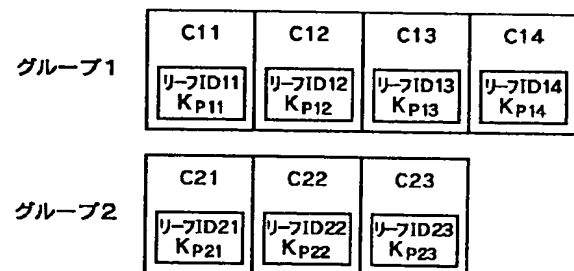 C11 C12 C13 C14
グループ1
リーフID11 リーフID12 リーフID13 リーフID14
KP11 KP12 KP13 KP14
C21 C22 C23
グループ2
リーフID21 リーフID22 リーフID23
KP21 KP22 KP23